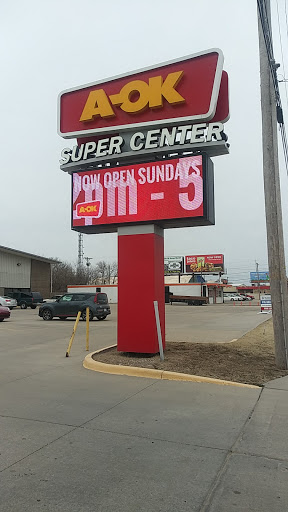 A-OK
SUPER CENTER
NOW OPEN SUNDAYS
pm - 5
A-OK